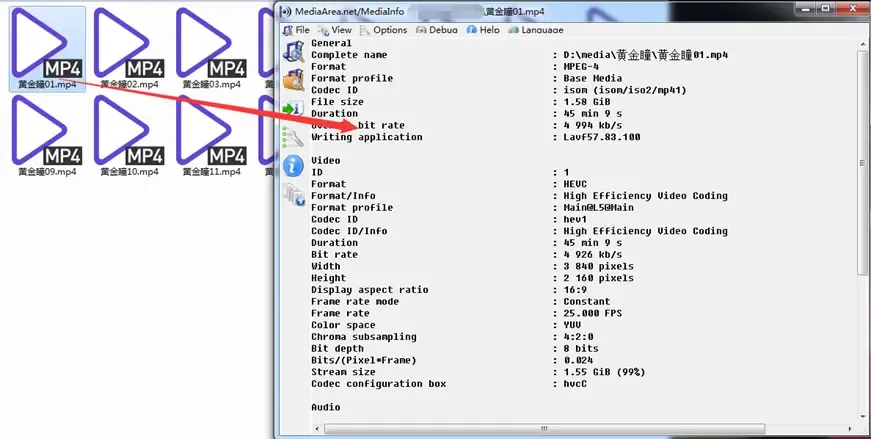 MP4
黄金瞳01.mp4
MP4
黄金瞳02.mp4
MP4
黄金瞳03.mp4
MP4
黄金瞳09.mp4
MP4
黄金瞳10.mp4
MP4
黄金瞳11.mp4
MediaArea.net/MediaInfo
\黄金瞳01.mp4
File View Options Debug Help Language
General
Complete name : D:\media\黄金瞳\黄金瞳01.mp4
Format : MPEG-4
Format profile : Base Media
Codec ID : isom (isom/iso2/mp41)
File size : 1.58 GiB
Duration : 45 min 9 s
bit rate : 4 994 kb/s
Writing application : Lavf57.83.100
Video
ID : 1
Format : HEVC
Format/Info : High Efficiency Video Coding
Format profile : Main@L5@Main
Codec ID : hev1
Codec ID/Info : High Efficiency Video Coding
Duration : 45 min 9 s
Bit rate : 4 926 kb/s
Width : 3 840 pixels
Height : 2 160 pixels
Display aspect ratio : 16:9
Frame rate mode : Constant
Frame rate : 25.000 FPS
Color space : YUV
Chroma subsampling : 4:2:0
Bit depth : 8 bits
Bits/(Pixel*Frame) : 0.024
Stream size : 1.55 GiB (99%)
Codec configuration box : hvcC
Audio